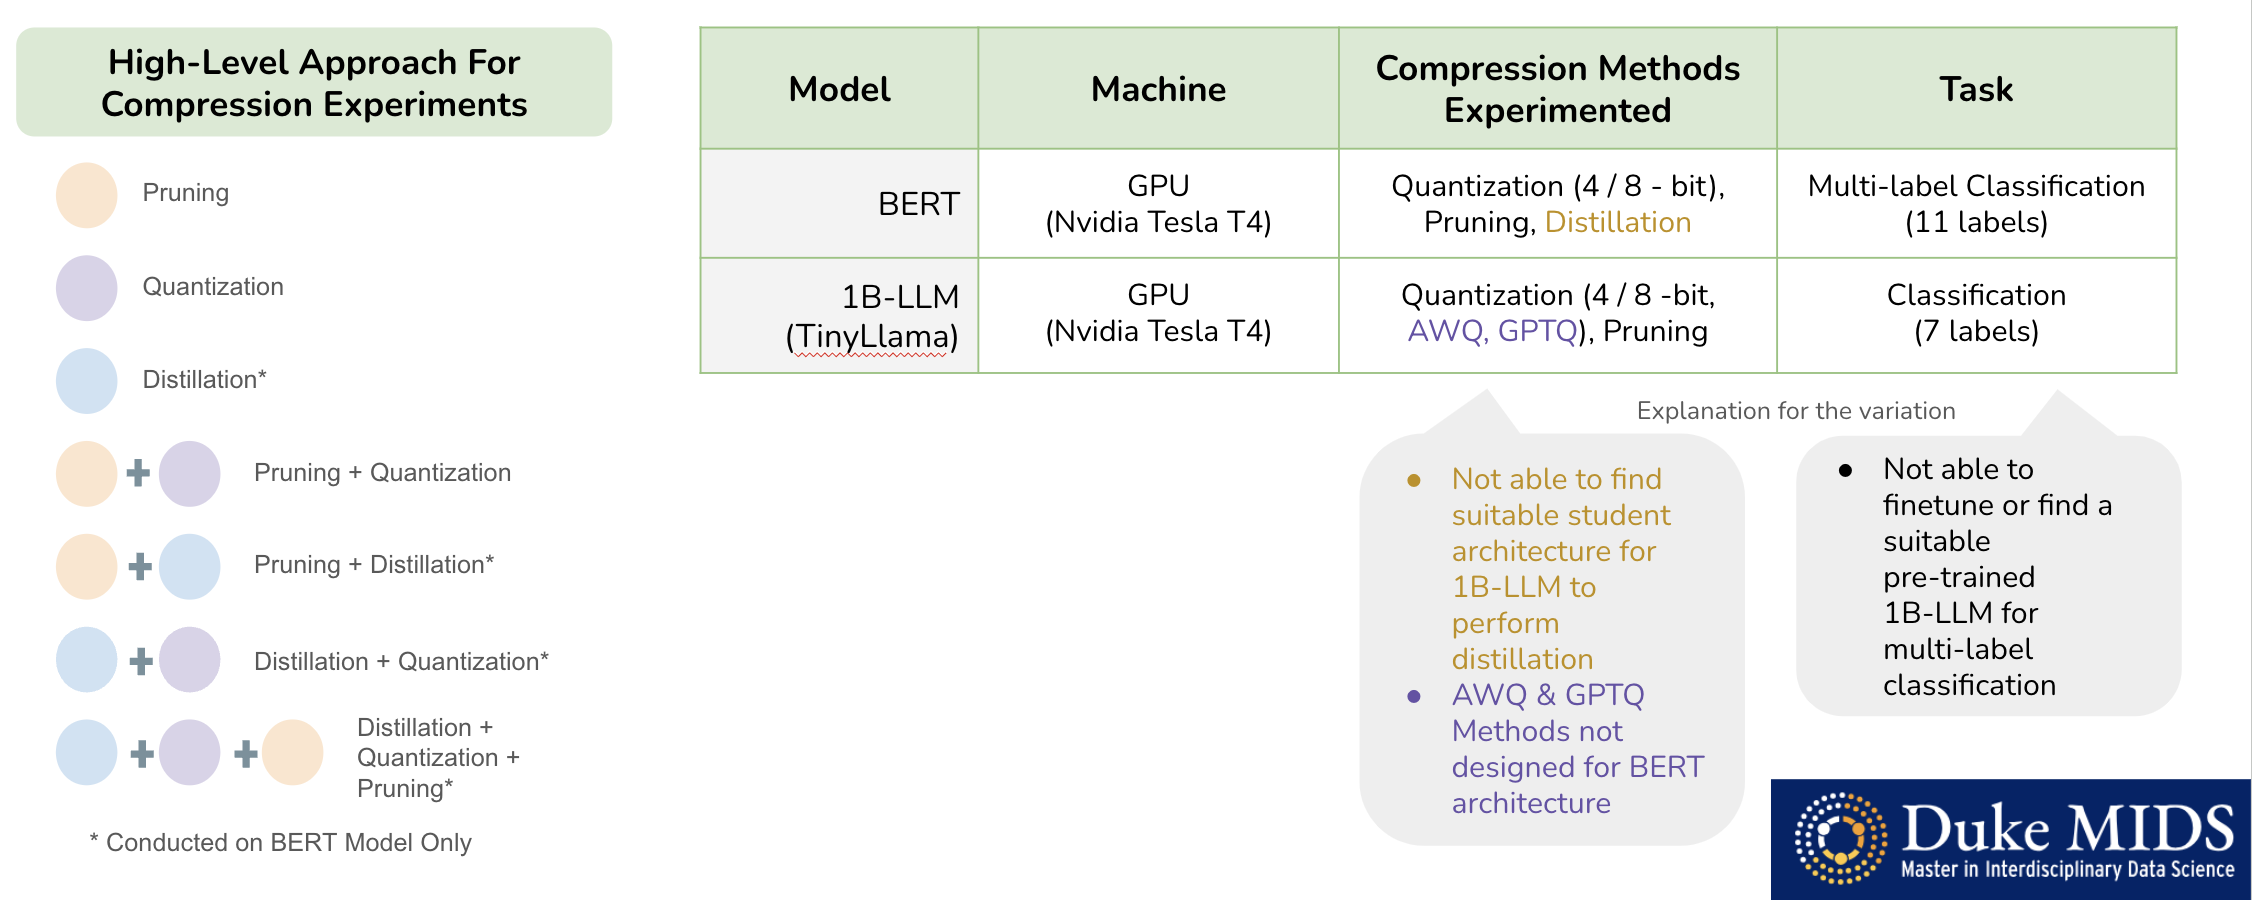 High-Level Approach For
Compression Experiments
Pruning
Quantization
Distillation*
Pruning + Quantization
Pruning + Distillation*
Distillation + Quantization*
Distillation +
Quantization +
Pruning*
* Conducted on BERT Model Only
Model
Machine
Compression Methods
Experimented
Task
BERT
GPU
(Nvidia Tesla T4)
Quantization (4 / 8 - bit),
Pruning, Distillation
Multi-label Classification
(11 labels)
1B-LLM
(TinyLlama)
GPU
(Nvidia Tesla T4)
Quantization (4 / 8 -bit,
AWQ, GPTQ), Pruning
Classification
(7 labels)
Explanation for the variation
● Not able to find
suitable student
architecture for
1B-LLM to
perform
distillation
● AWQ & GPTQ
Methods not
designed for BERT
architecture
● Not able to
finetune or find a
suitable
pre-trained
1B-LLM for
multi-label
classification
Duke MIDS
Master in Interdisciplinary Data Science